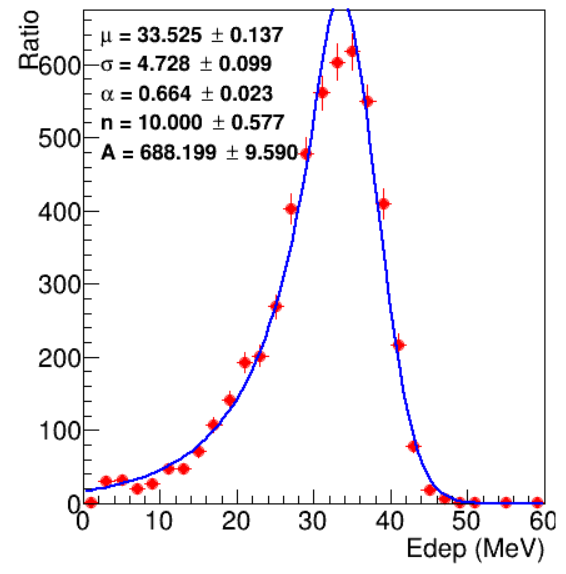 Ratio
μ = 33.525 ± 0.137
σ = 4.728 ± 0.099
α = 0.664 ± 0.023
n = 10.000 ± 0.577
A = 688.199 ± 9.590
600
500
400
300
200
100
0
0 10 20 30 40 50 60
Edep (MeV)